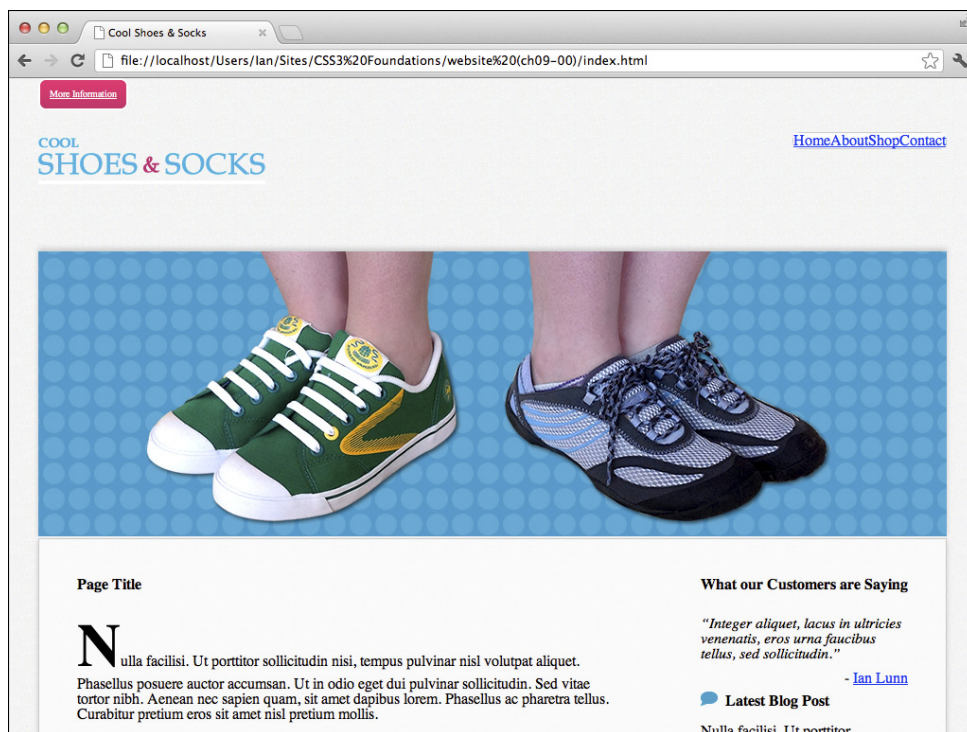 Cool Shoes & Socks
file://localhost/Users/Ian/Sites/CSS3%20Foundations/website%20(ch09-00)/index.html
More Information
COOL
SHOES & SOCKS
HomeAboutShopContact
Page Title
Nulla facilisi. Ut porttitor sollicitudin nisi, tempus pulvinar nisl volutpat aliquet.
Phasellus posuere auctor accumsan. Ut in odio eget dui pulvinar sollicitudin. Sed vitae
tortor nibh. Aenean nec sapien quam, sit amet dapibus lorem. Phasellus ac pharetra tellus.
Curabitur pretium eros sit amet nisl pretium mollis.
What our Customers are Saying
“Integer aliquet, lacus in ultricies
venenatis, eros urna faucibus
tellus, sed sollicitudin.”
- Ian Lunn
Latest Blog Post
Nulla facilisi. Ut porttitor